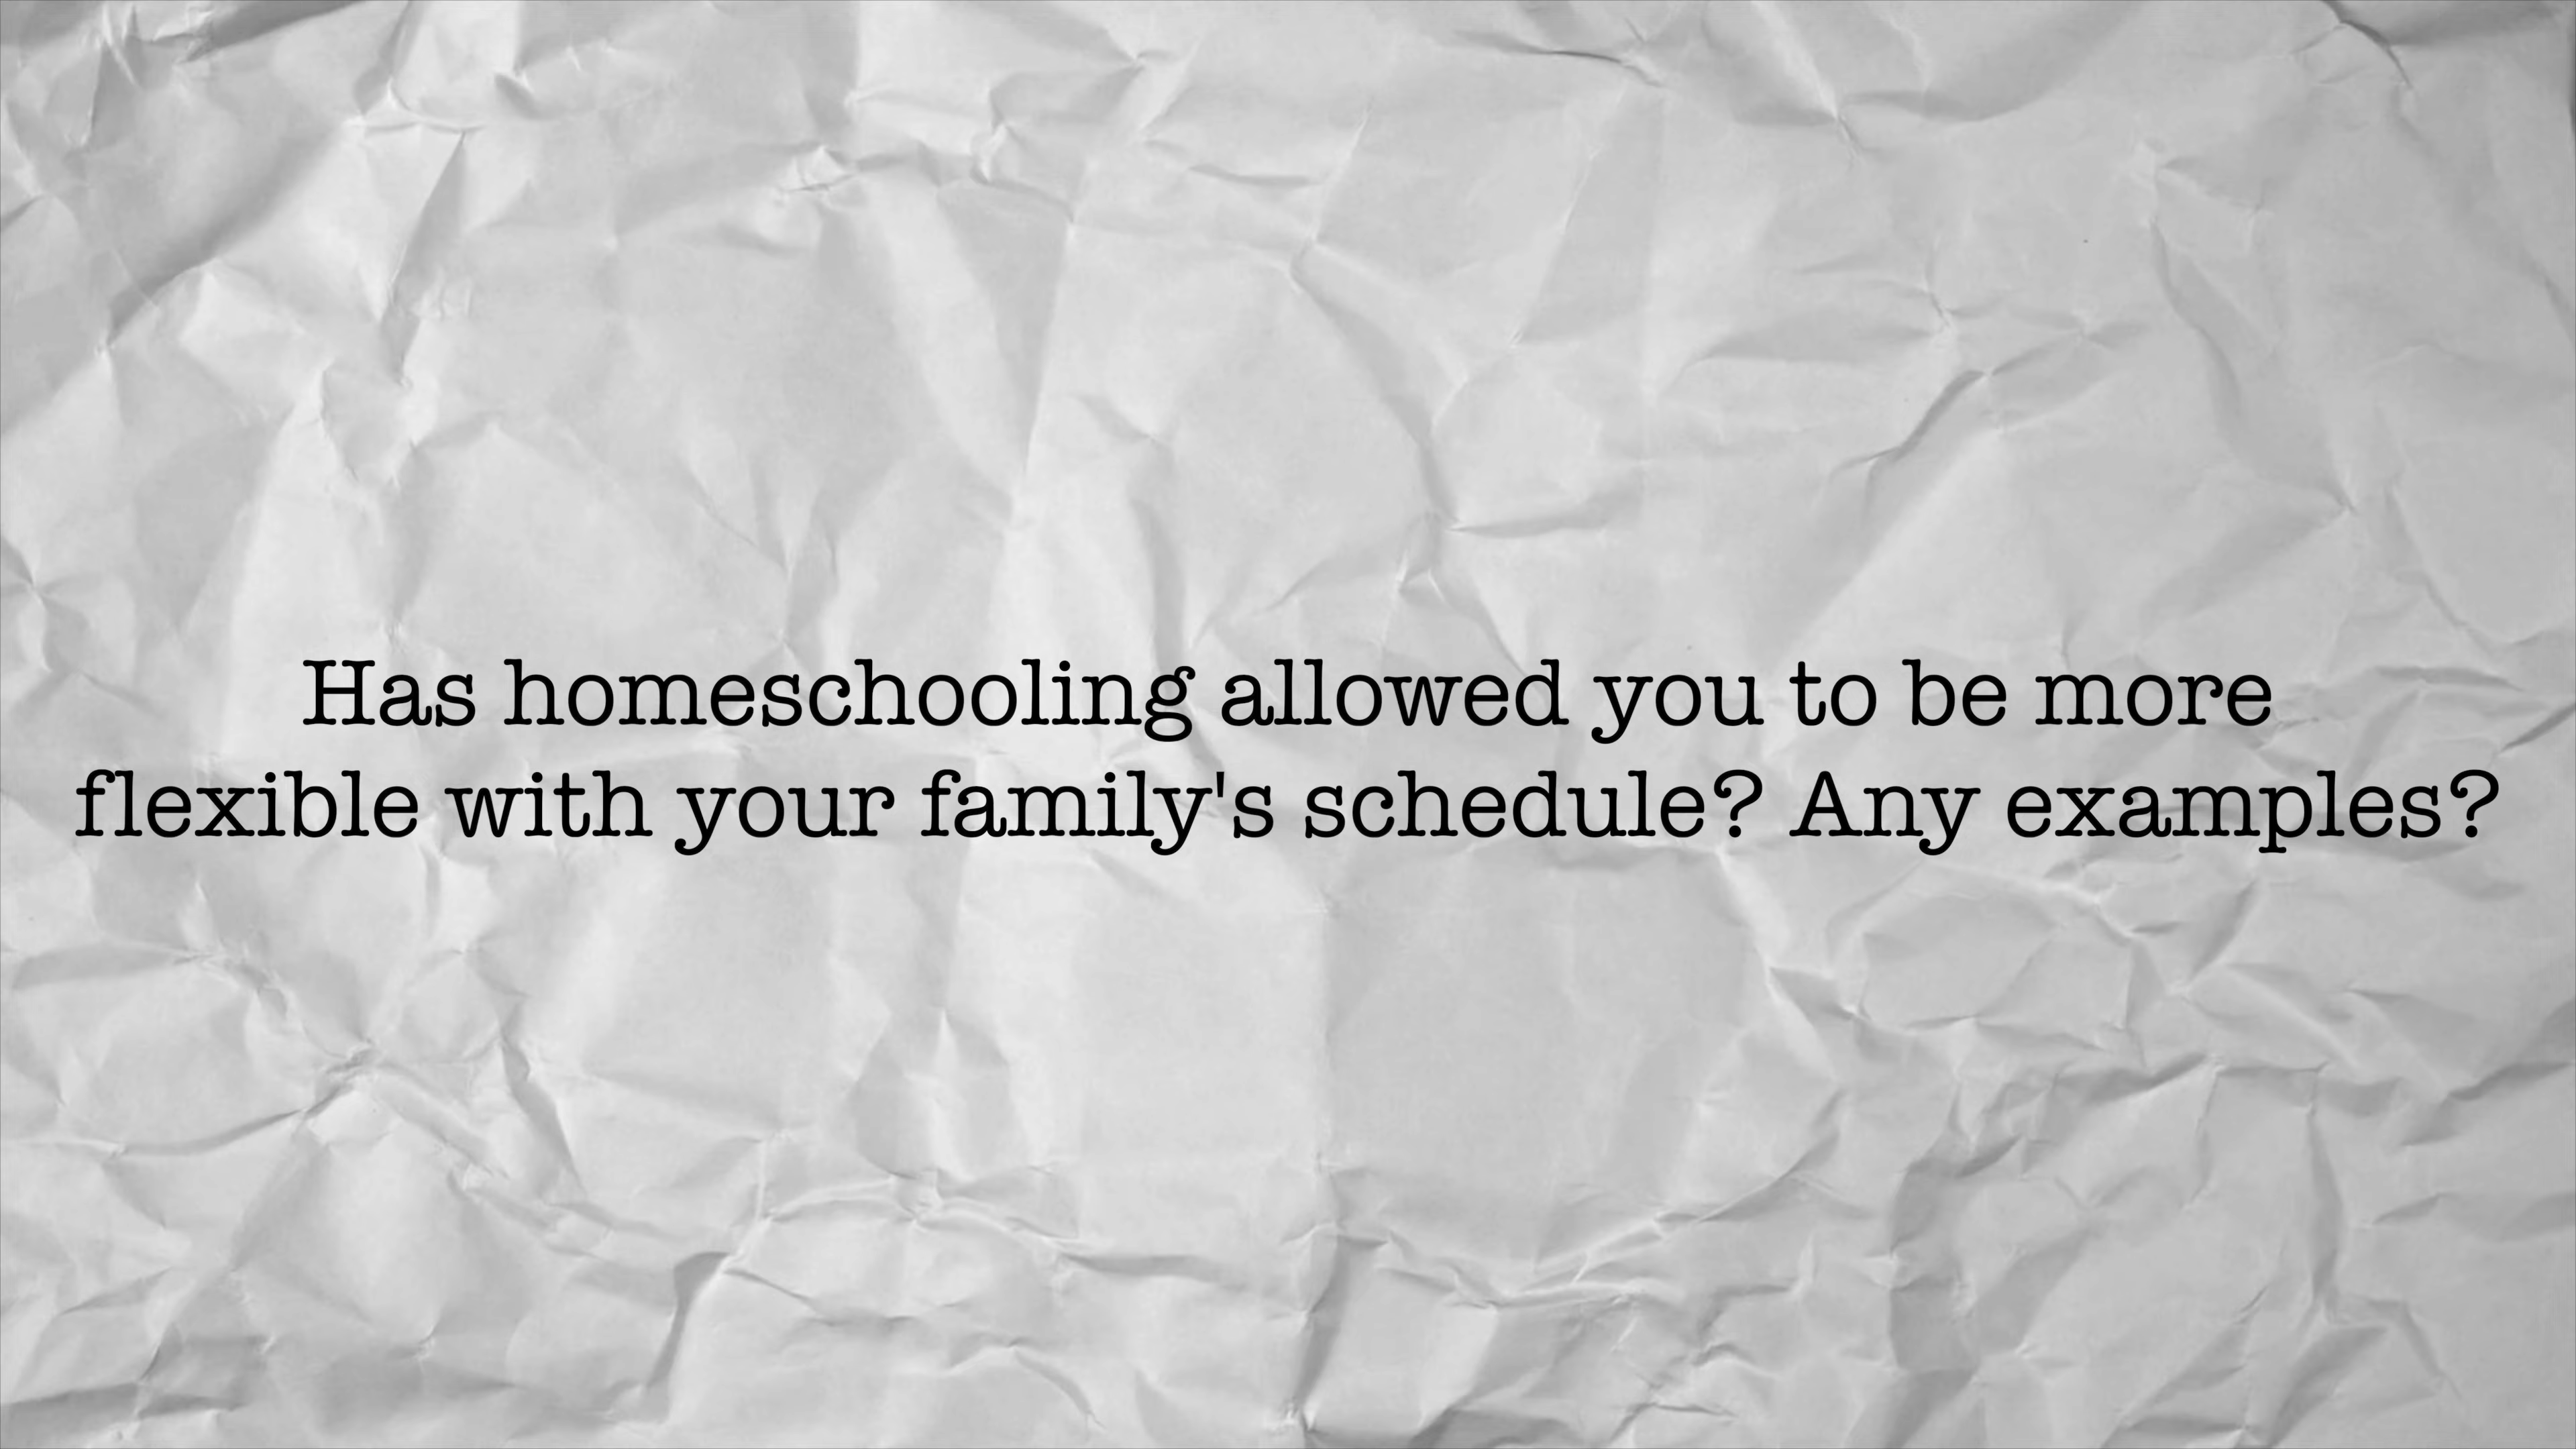 Has homeschooling allowed you to be more
flexible with your family's schedule? Any examples?